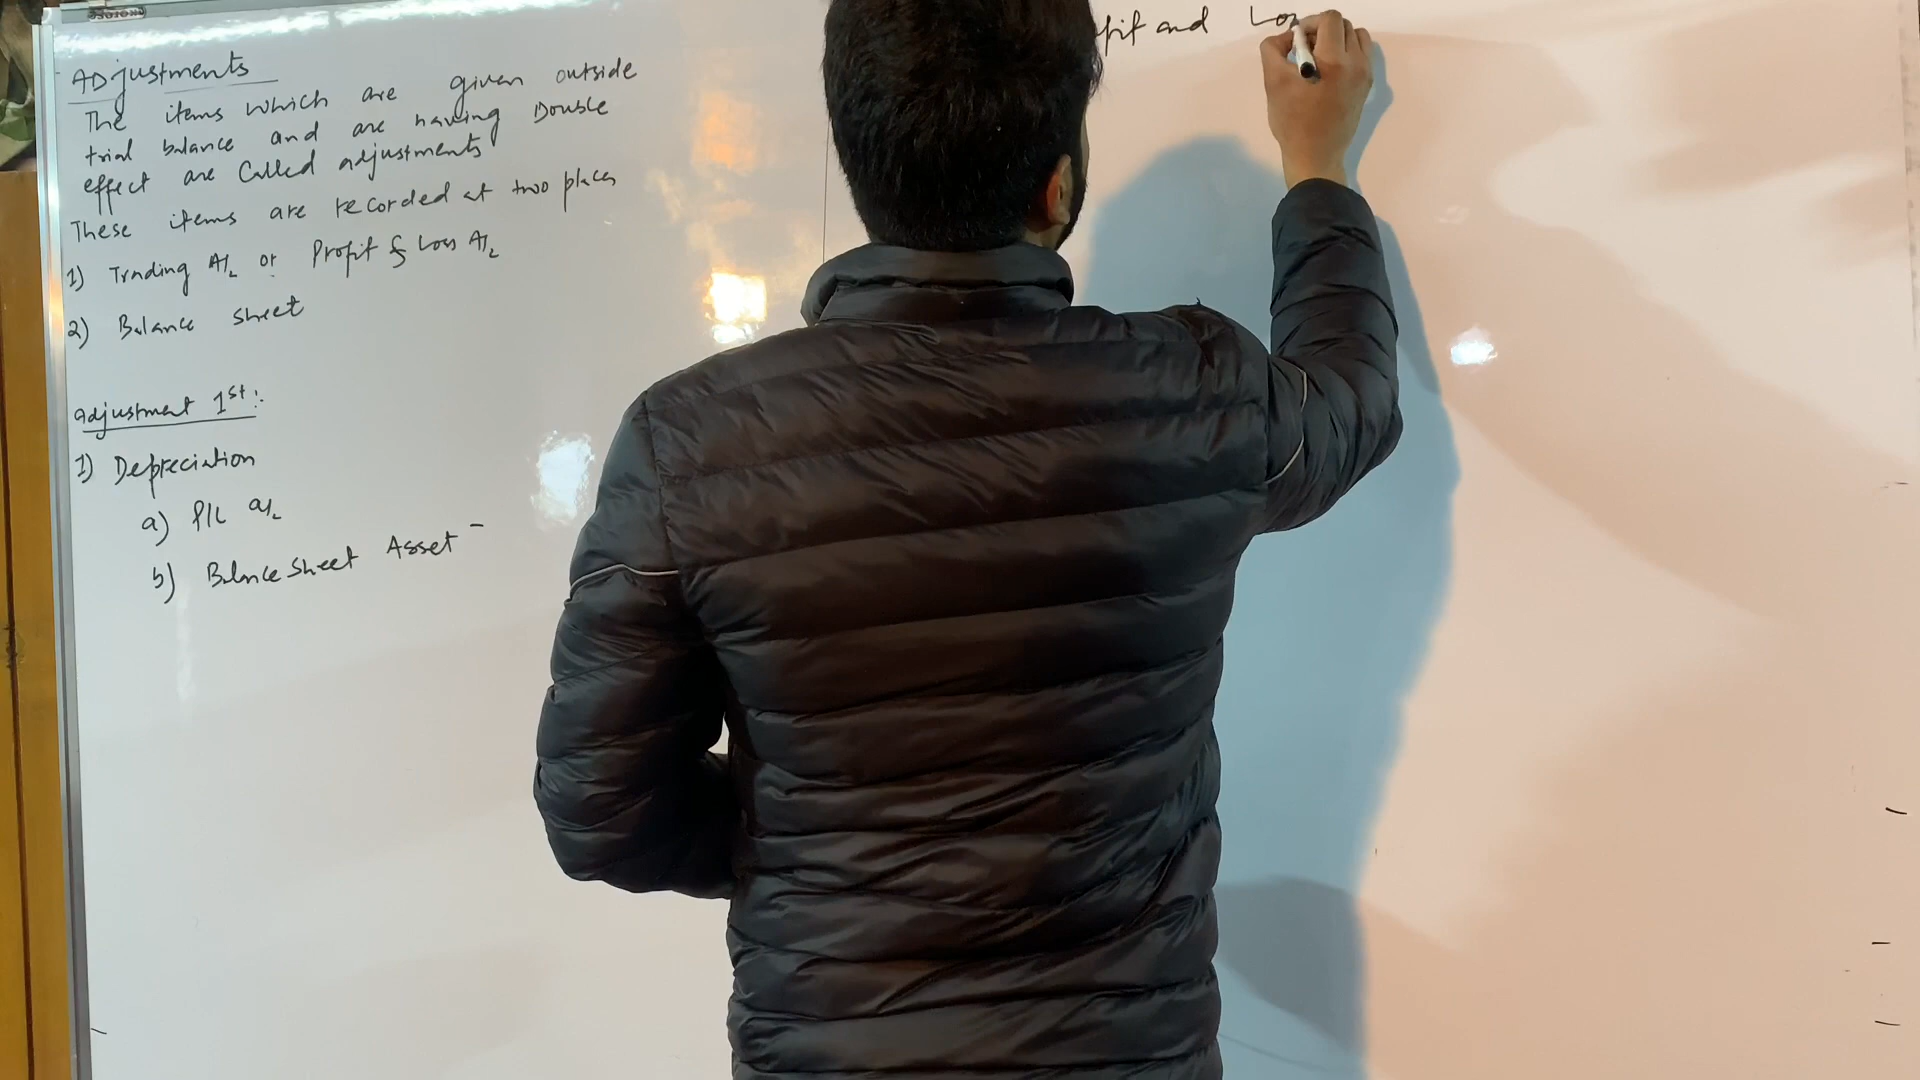 ADjustments
The items which are given outside
trial balance and are having Double
effect are Called adjustments
These items are recorded at two places
1) Trading A/c or Profit & Loss A/c
2) Balance sheet
adjustment 1st:
1) Depreciation
a) P/L a/c
b) Balance sheet Asset -
ofit and Los